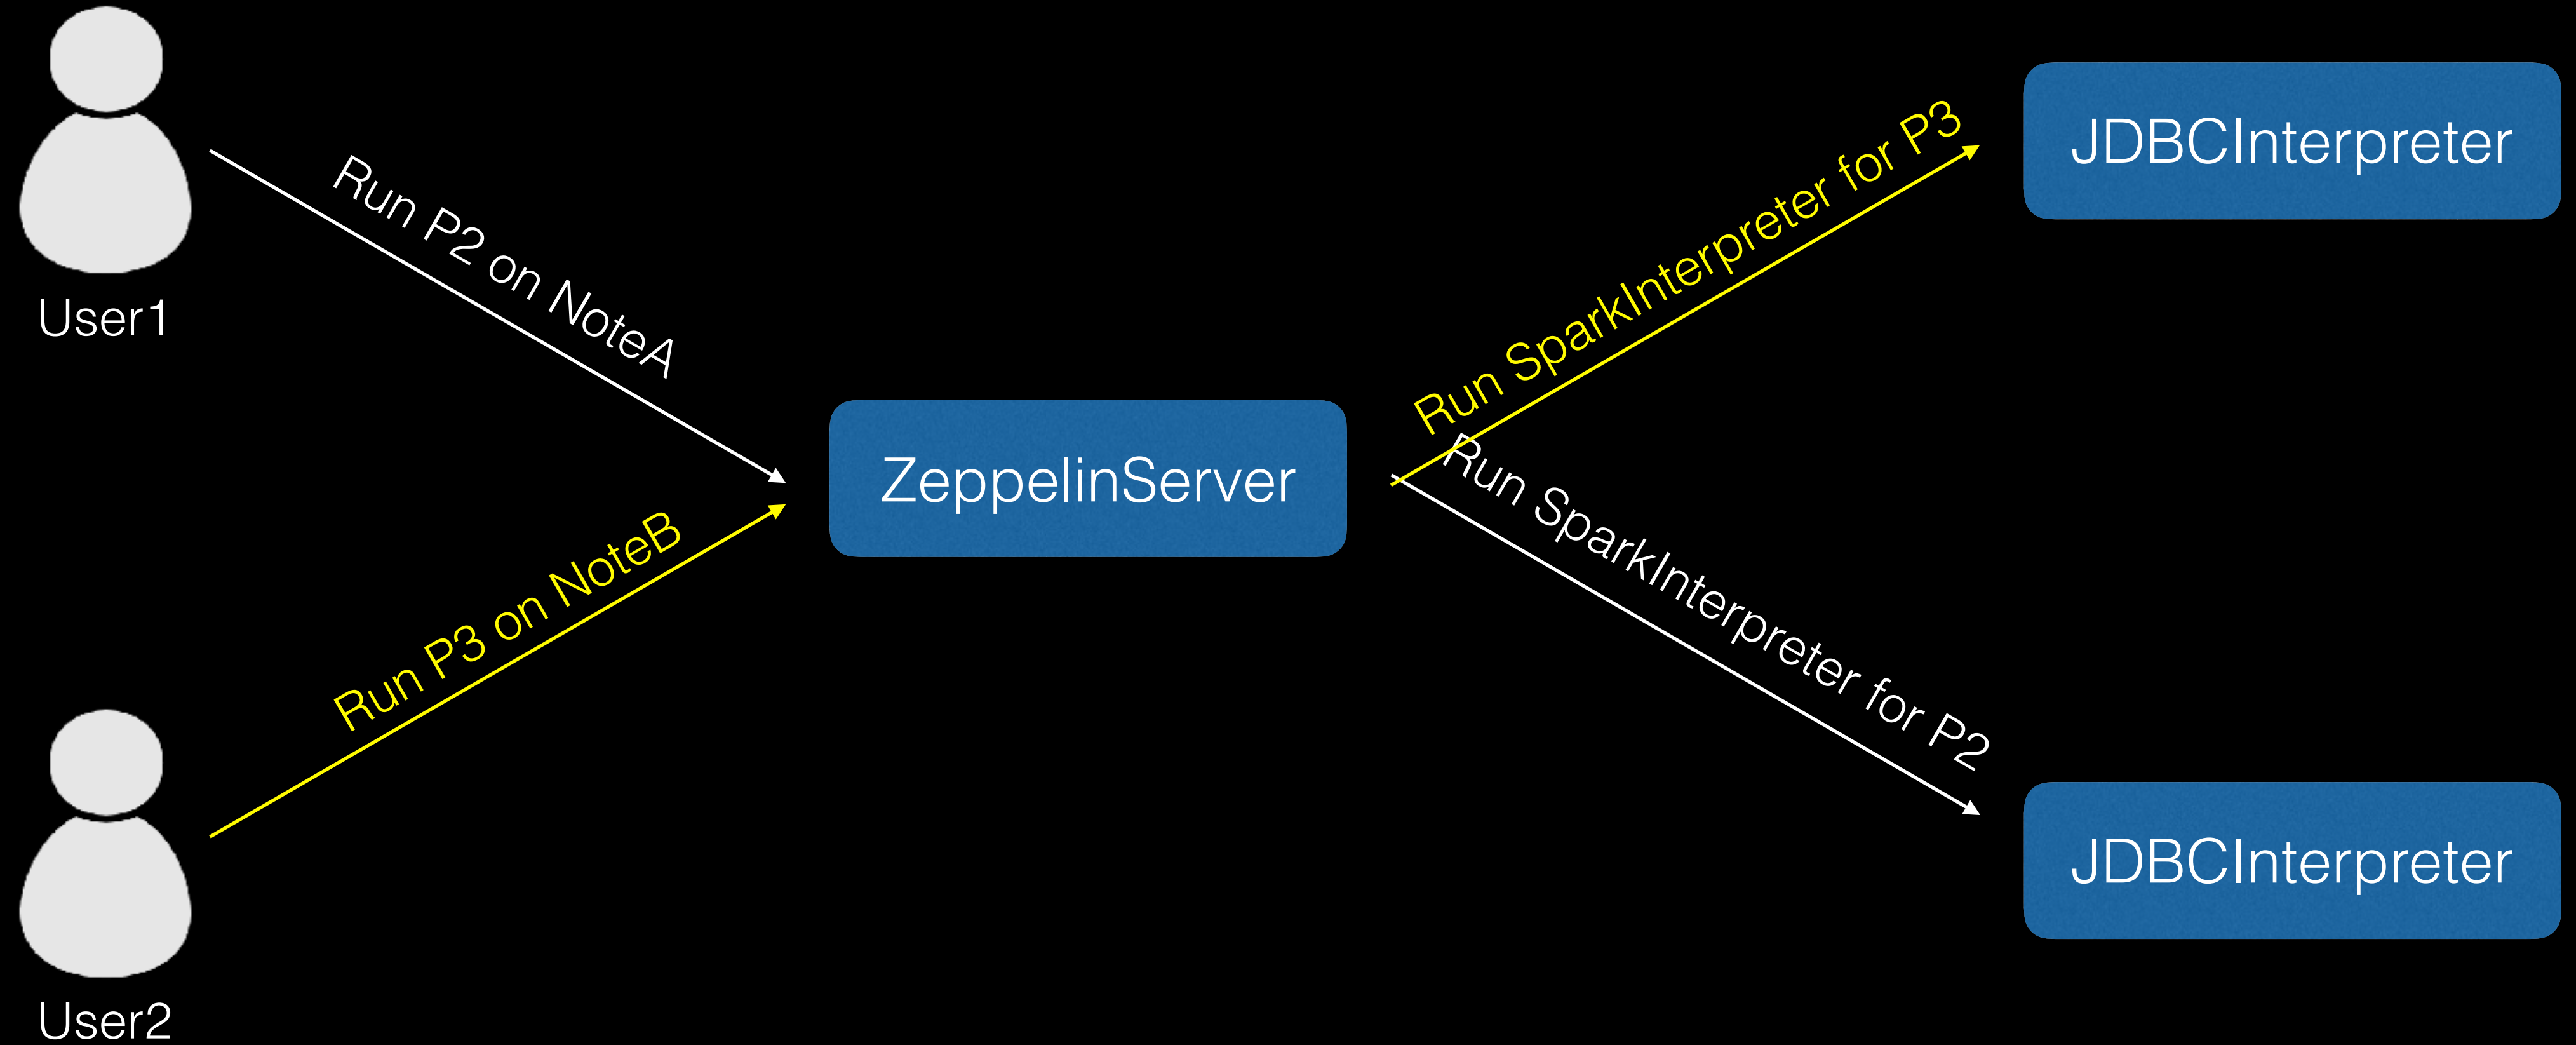 User1
Run P2 on NoteA
Run P3 on NoteB
User2
ZeppelinServer
Run SparkInterpreter for P3
Run SparkInterpreter for P2
JDBCInterpreter
JDBCInterpreter